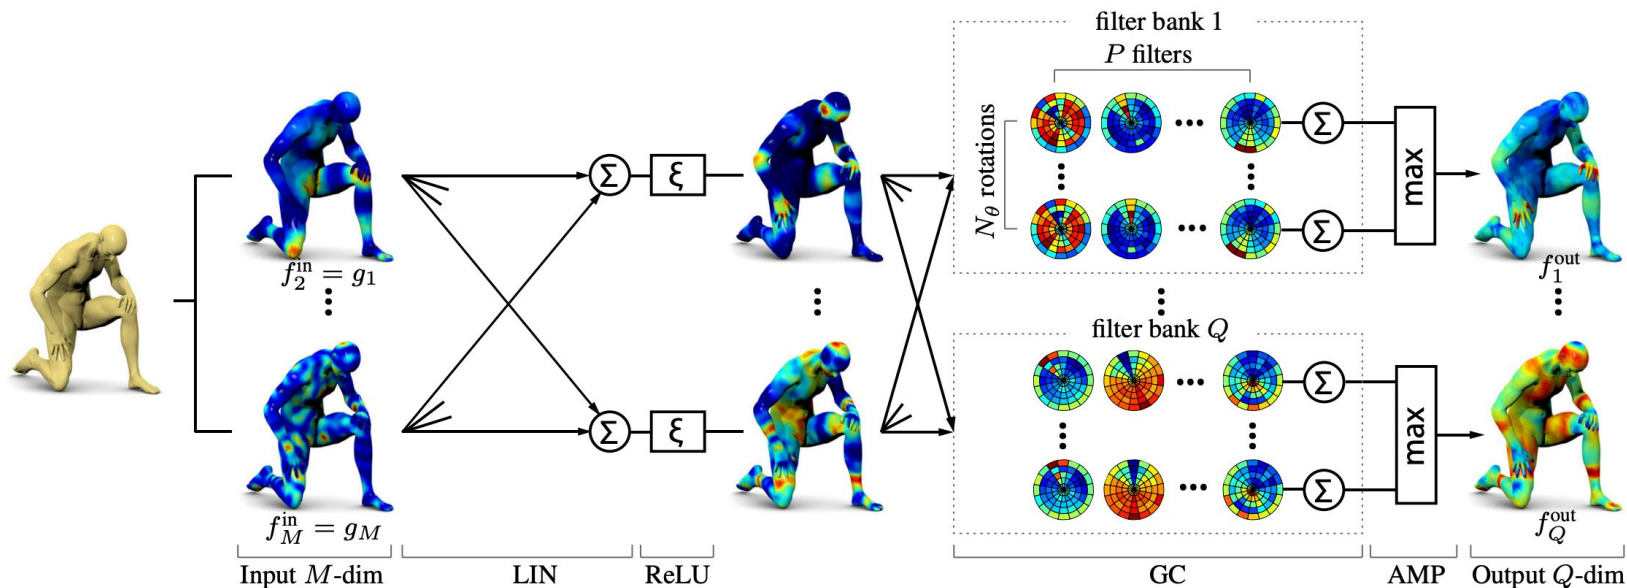 filter bank 1
P filters
N_θ rotations
Σ
ξ
Σ
Σ
max
f_2^in = g_1
f_1^out
filter bank Q
Σ
ξ
Σ
Σ
max
f_M^in = g_M
f_Q^out
Input M-dim
LIN
ReLU
GC
AMP
Output Q-dim